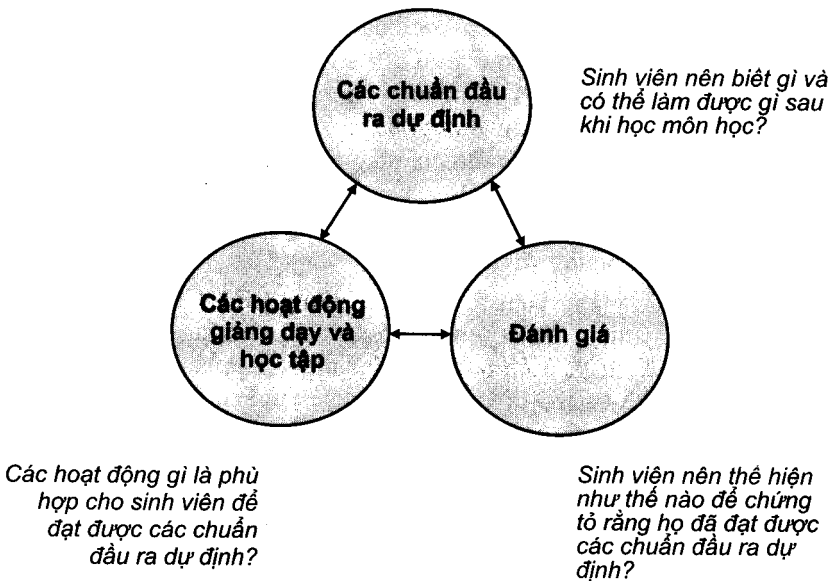 Các chuẩn đầu
ra dự định
Sinh viên nên biết gì và
có thể làm được gì sau
khi học môn học?
Các hoạt động
giảng dạy và
học tập
Đánh giá
Các hoạt động gì là phù
hợp cho sinh viên để
đạt được các chuẩn
đầu ra dự định?
Sinh viên nên thể hiện
như thế nào để chứng
tỏ rằng họ đã đạt được
các chuẩn đầu ra dự
định?